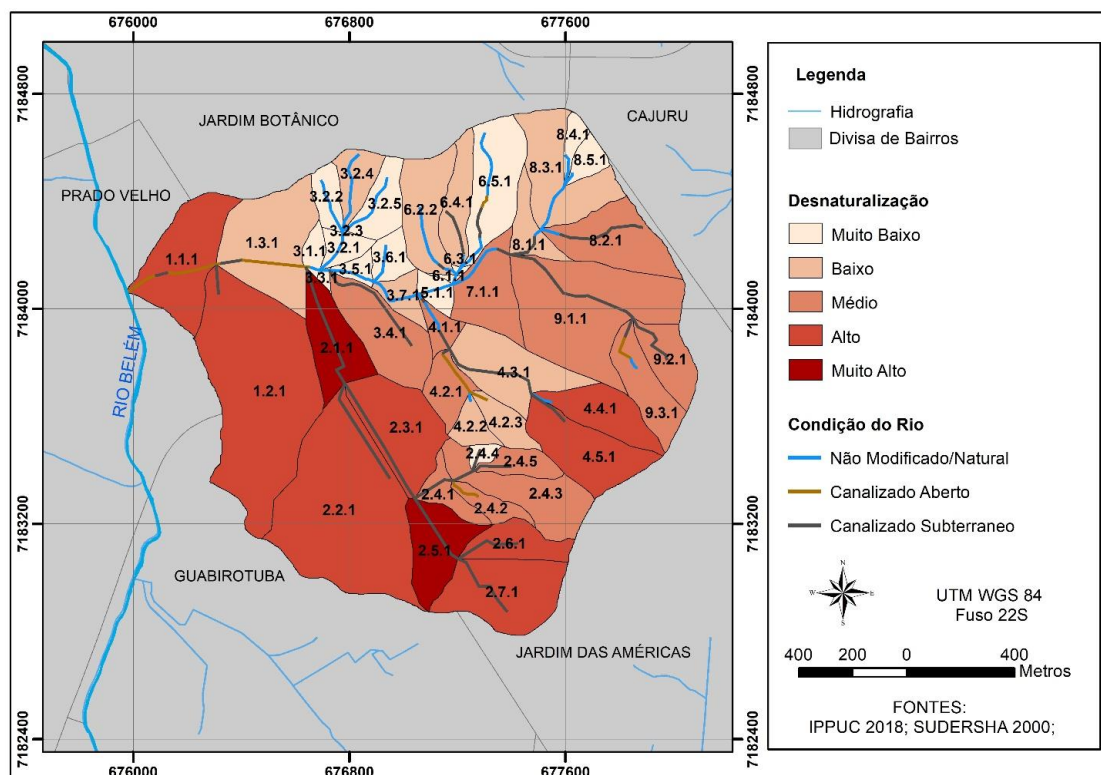 676000
676800
677600
7184800
7184800
JARDIM BOTÂNICO
CAJURU
PRADO VELHO
8.4.1
8.5.1
8.3.1
3.2.4
6.5.1
3.2.2
3.2.5
6.2.2
6.4.1
3.2.3
8.2.1
1.3.1
3.2.1
8.1.1
1.1.1
3.1.1
3.6.1
6.3.1
3.5.1
6.1.1
3.3.1
7.1.1
3.7.1
5.1.1
7184000
7184000
9.1.1
3.4.1
4.1.1
2.1.1
9.2.1
4.3.1
RIO BELÉM
1.2.1
4.2.1
4.4.1
9.3.1
2.3.1
4.2.2
4.2.3
4.5.1
2.4.4
2.4.5
2.4.1
2.4.3
2.4.2
2.2.1
7183200
7183200
2.5.1
2.6.1
GUABIROTUBA
2.7.1
JARDIM DAS AMÉRICAS
7182400
7182400
676000
676800
677600
Legenda
Hidrografia
Divisa de Bairros
Desnaturalização
Muito Baixo
Baixo
Médio
Alto
Muito Alto
Condição do Rio
Não Modificado/Natural
Canalizado Aberto
Canalizado Subterraneo
N
W
E
S
UTM WGS 84
Fuso 22S
400 200 0 400
Metros
FONTES:
IPPUC 2018; SUDERSHA 2000;